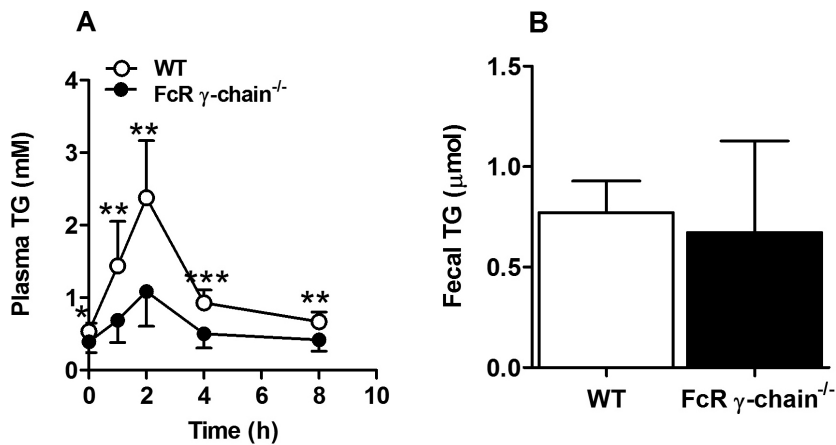 A
WT
FcR γ-chain-/-
Plasma TG (mM)
4
3
2
1
0
*
**
**
***
**
0 2 4 6 8 10
Time (h)
B
Fecal TG (μmol)
1.5
1.0
0.5
0.0
WT FcR γ-chain-/-